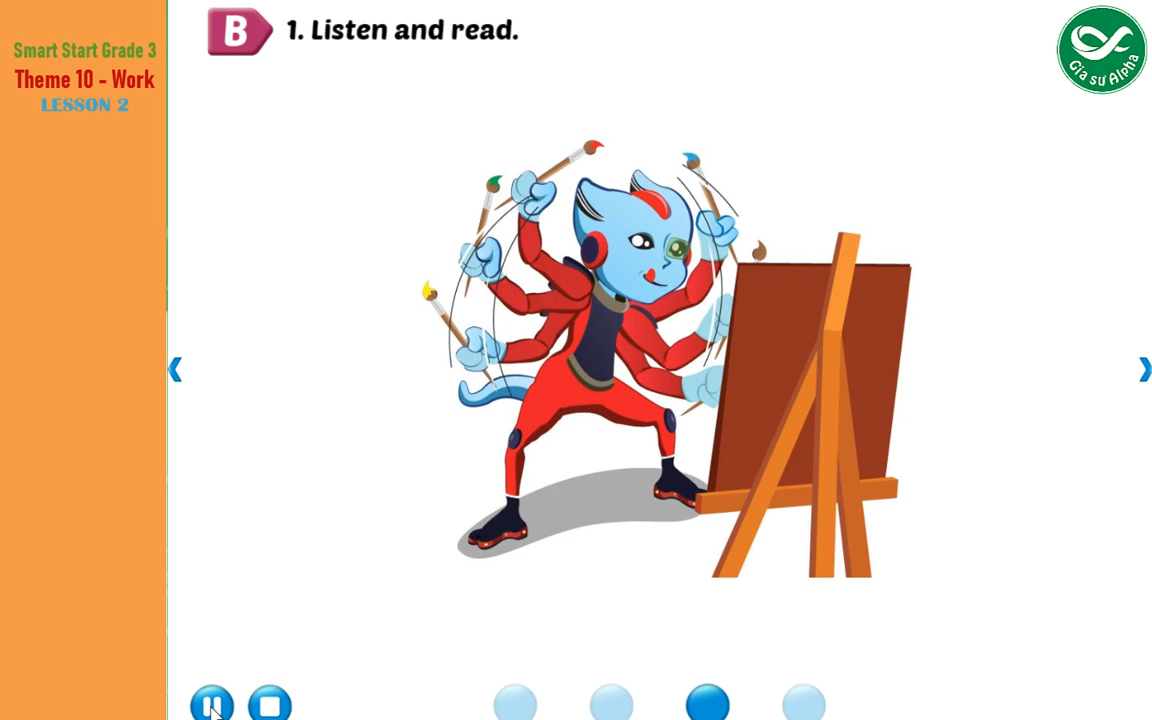 Smart Start Grade 3
Theme 10 - Work
LESSON 2
B 1. Listen and read.
Gia sư Alpha